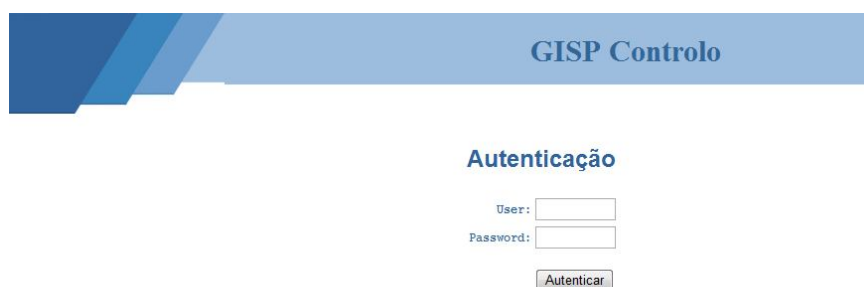 GISP Controlo
Autenticação
User:
Password:
Autenticar